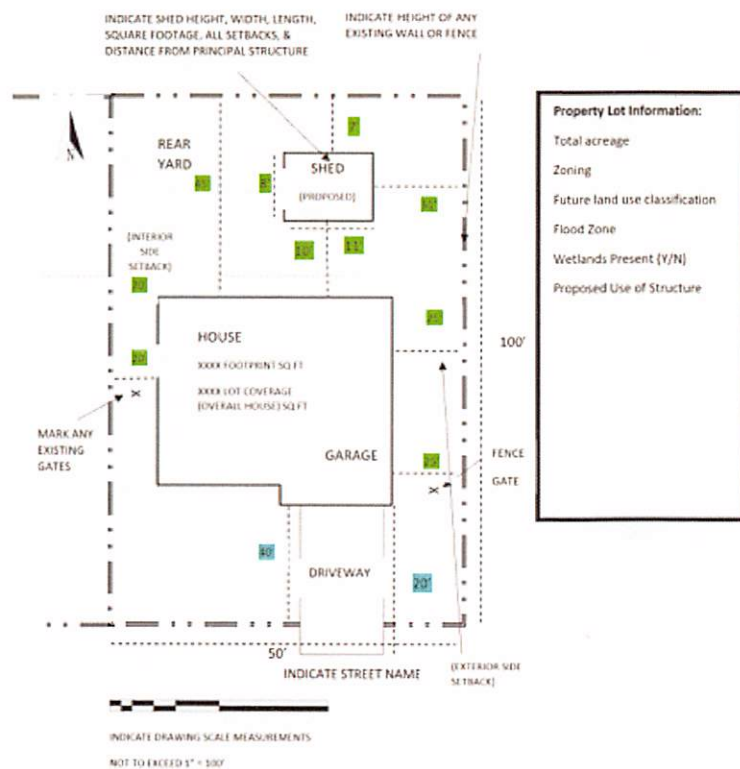 INDICATE SHED HEIGHT, WIDTH, LENGTH,
SQUARE FOOTAGE, ALL SETBACKS, &
DISTANCE FROM PRINCIPAL STRUCTURE
INDICATE HEIGHT OF ANY
EXISTING WALL OR FENCE
N
REAR
YARD
7'
SHED
(PROPOSED)
8'
10'
11'
(INTERIOR
SIDE
SETBACK)
20'
HOUSE
XXXX FOOTPRINT SQ FT
XXXX LOT COVERAGE
(OVERALL HOUSE) SQ FT
GARAGE
100'
MARK ANY
EXISTING
GATES
X
25'
X
FENCE
GATE
40'
DRIVEWAY
20'
50'
INDICATE STREET NAME
(EXTERIOR SIDE
SETBACK)
INDICATE DRAWING SCALE MEASUREMENTS
NOT TO EXCEED 1" = 100'
Property Lot Information:
Total acreage
Zoning
Future land use classification
Flood Zone
Wetlands Present (Y/N)
Proposed Use of Structure